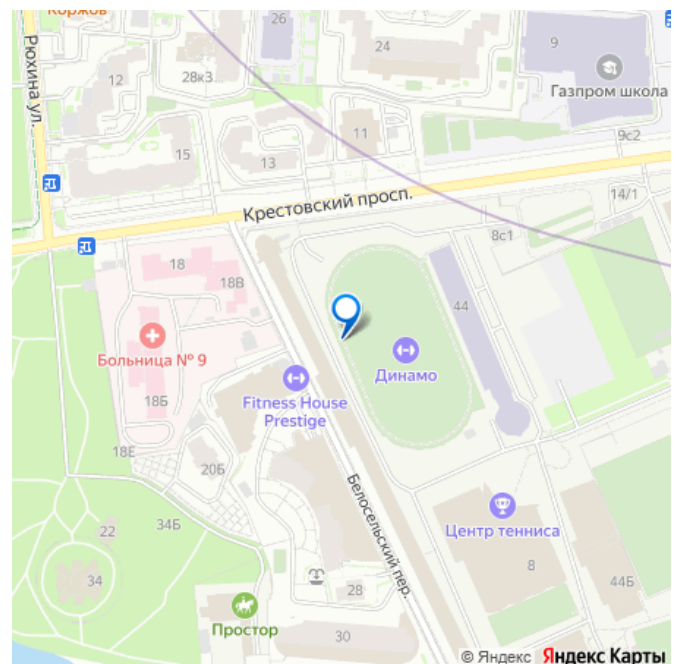 Коржов
26
24
9
Газпром школа
Рюхина ул.
12
28к3
11
9с2
15
13
14/1
Крестовский просп.
8с1
18
18В
44
Больница № 9
Динамо
Fitness House
Prestige
18Б
18Е
20Б
Белосельский пер.
Центр тенниса
22
34Б
8
34
28
44Б
Простор
30
© Яндекс Яндекс Карты